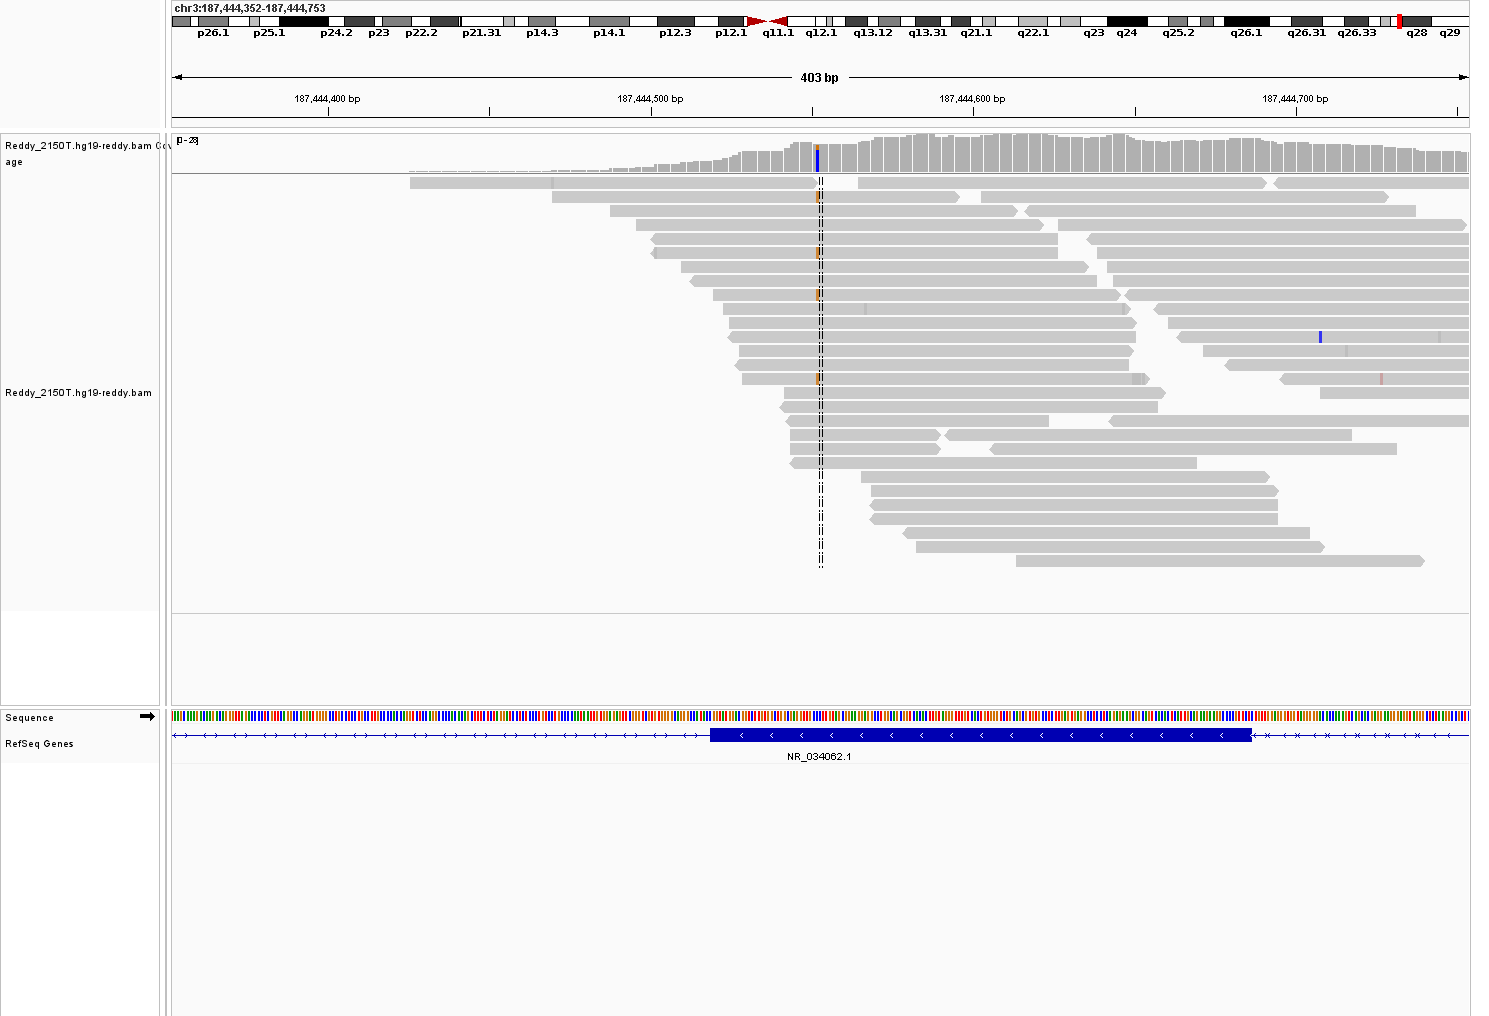 chr3:187,444,352-187,444,753
p26.1 p25.1 p24.2 p23 p22.2 p21.31 p14.3 p14.1 p12.3 p12.1 q11.1 q12.1 q13.12 q13.31 q21.1 q22.1 q23 q24 q25.2 q26.1 q26.31 q26.33 q28 q29
403 bp
187,444,400 bp 187,444,500 bp 187,444,600 bp 187,444,700 bp
[0 - 28]
Reddy_2150T.hg19-reddy.bam Cov
age
Reddy_2150T.hg19-reddy.bam
Sequence
RefSeq Genes
NR_034062.1